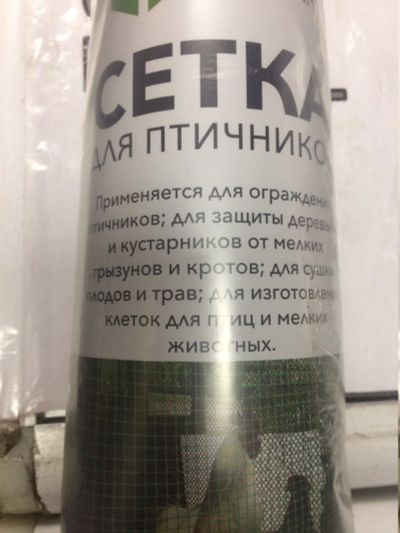 СЕТКА
ДЛЯ ПТИЧНИКО
Применяется для ограждени
птичников; для защиты деревь
и кустарников от мелких
грызунов и кротов; для сушки
плодов и трав; для изготовлени
клеток для птиц и мелких
животных.